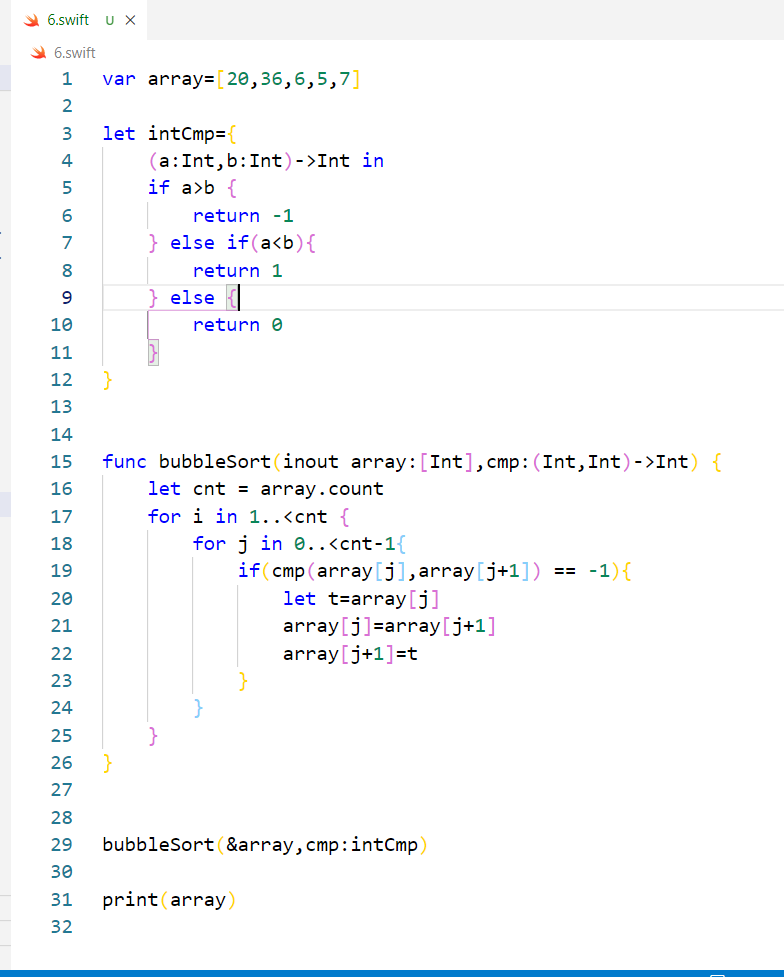 6.swift U ×
6.swift
1 var array=[20,36,6,5,7]
2
3 let intCmp={
4     (a:Int,b:Int)->Int in
5     if a>b {
6         return -1
7     } else if(a<b){
8         return 1
9     } else {
10         return 0
11     }
12 }
13
14
15 func bubbleSort(inout array:[Int],cmp:(Int,Int)->Int) {
16     let cnt = array.count
17     for i in 1..<cnt {
18         for j in 0..<cnt-1{
19             if(cmp(array[j],array[j+1]) == -1){
20                 let t=array[j]
21                 array[j]=array[j+1]
22                 array[j+1]=t
23             }
24         }
25     }
26 }
27
28
29 bubbleSort(&array,cmp:intCmp)
30
31 print(array)
32